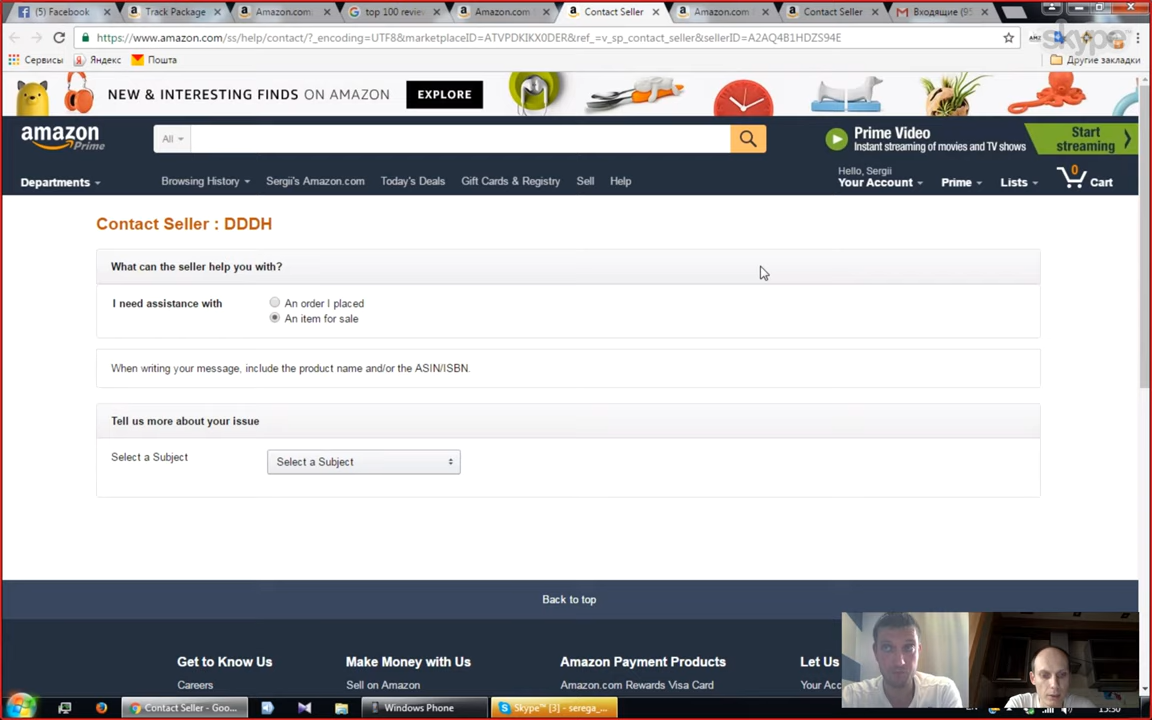 (5) Facebook
Track Package
Amazon.com:
top 100 revie
Amazon.com
Contact Seller
Amazon.com
Contact Seller
Входящие (95
https://www.amazon.com/ss/help/contact/?_encoding=UTF8&marketplaceID=ATVPDKIKX0DER&ref_=v_sp_contact_seller&sellerID=A2AQ4B1HDZS94E
skype
Сервисы
Яндекс
Почта
Другие закладки
NEW & INTERESTING FINDS ON AMAZON
EXPLORE
amazon
Prime
All
Prime Video
Instant streaming of movies and TV shows
Start streaming
Departments
Browsing History
Sergii's Amazon.com
Today's Deals
Gift Cards & Registry
Sell
Help
Hello, Sergii
Your Account
Prime
Lists
0
Cart
Contact Seller : DDDH
What can the seller help you with?
I need assistance with
An order I placed
An item for sale
When writing your message, include the product name and/or the ASIN/ISBN.
Tell us more about your issue
Select a Subject
Select a Subject
Back to top
Get to Know Us
Make Money with Us
Amazon Payment Products
Let Us
Careers
Sell on Amazon
Amazon.com Rewards Visa Card
Your Acc
Contact Seller - Goo...
Windows Phone
Skype™ [3] - serega_...
EN
15:50